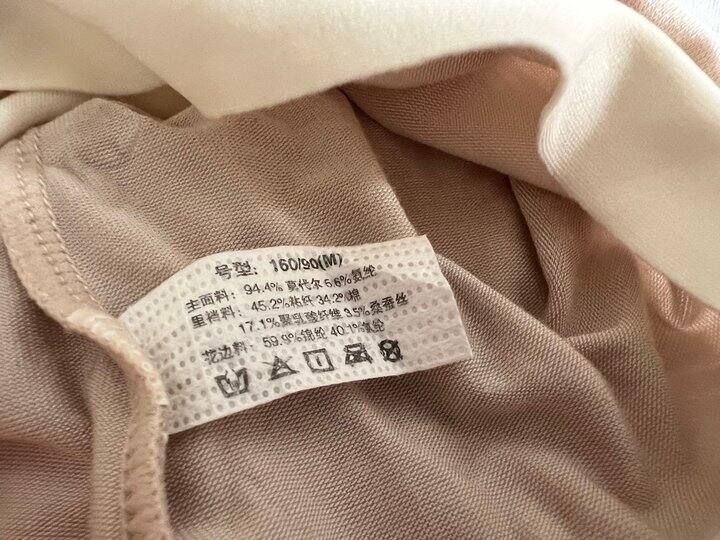 号型: 160/90(M)
主面料: 94.4% 莫代尔 5.6% 氨纶
里裆料: 45.2%粘纤 34.2%棉
17.1%聚乳酸纤维 3.5%桑蚕丝
花边料: 59.9%锦纶 40.1%氨纶